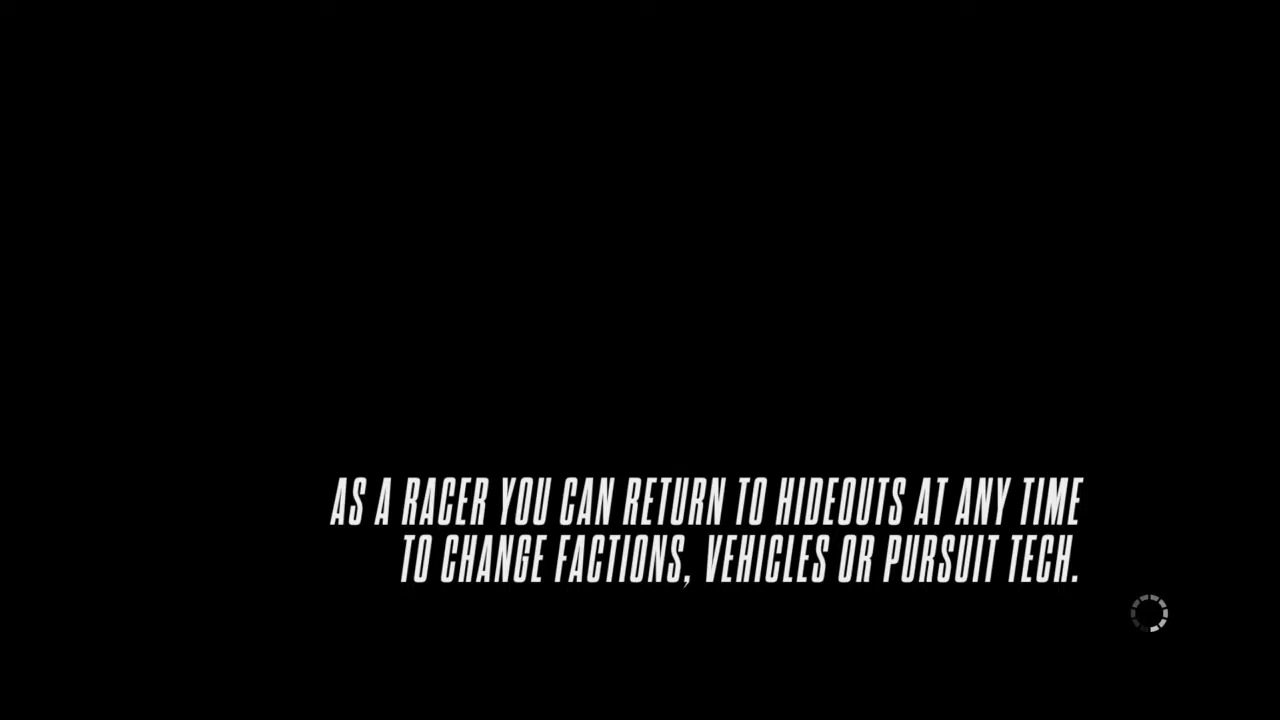 AS A RACER YOU CAN RETURN TO HIDEOUTS AT ANY TIME
TO CHANGE FACTIONS, VEHICLES OR PURSUIT TECH.